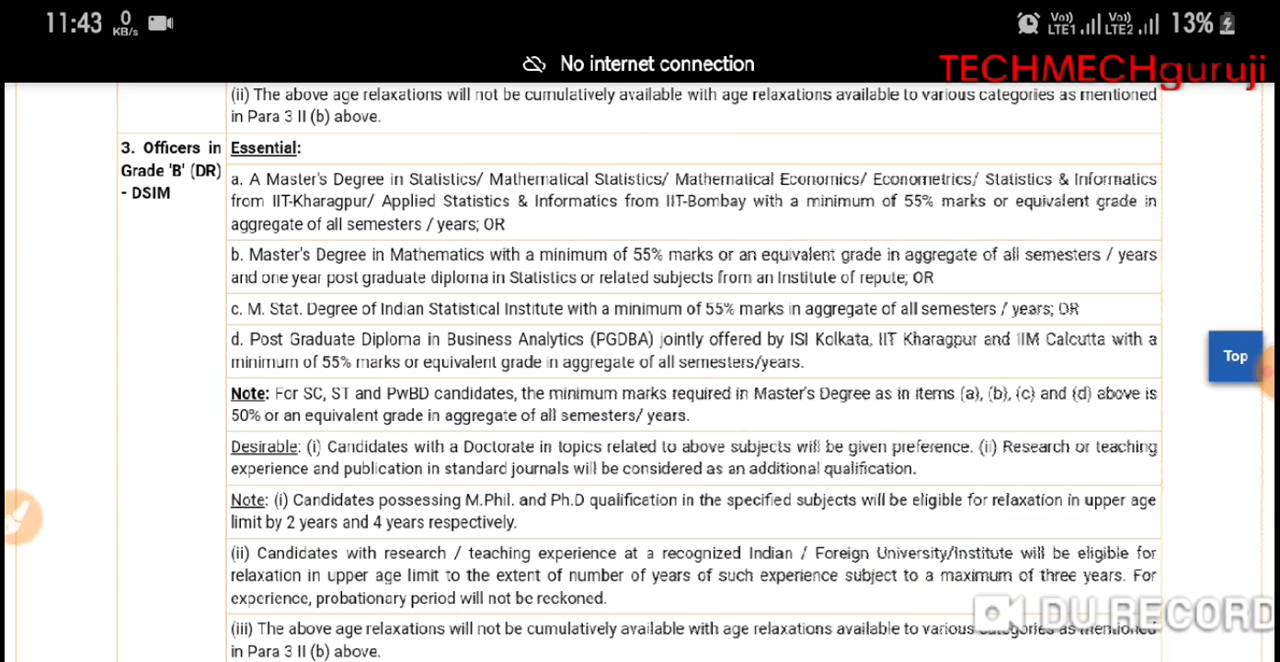 11:43 0 KB/s Vo)) LTE1 Vo)) LTE2 13%
No internet connection
TECHMECHguruji
(ii) The above age relaxations will not be cumulatively available with age relaxations available to various categories as mentioned
in Para 3 II (b) above.
3. Officers in Grade 'B' (DR) - DSIM
Essential:
a. A Master's Degree in Statistics/ Mathematical Statistics/ Mathematical Economics/ Econometrics/ Statistics & Informatics
from IIT-Kharagpur/ Applied Statistics & Informatics from IIT-Bombay with a minimum of 55% marks or equivalent grade in
aggregate of all semesters / years; OR
b. Master's Degree in Mathematics with a minimum of 55% marks or an equivalent grade in aggregate of all semesters / years
and one year post graduate diploma in Statistics or related subjects from an Institute of repute; OR
c. M. Stat. Degree of Indian Statistical Institute with a minimum of 55% marks in aggregate of all semesters / years; OR
d. Post Graduate Diploma in Business Analytics (PGDBA) jointly offered by ISI Kolkata, IIT Kharagpur and IIM Calcutta with a
minimum of 55% marks or equivalent grade in aggregate of all semesters/years.
Top
Note: For SC, ST and PwBD candidates, the minimum marks required in Master's Degree as in items (a), (b), (c) and (d) above is
50% or an equivalent grade in aggregate of all semesters/ years.
Desirable: (i) Candidates with a Doctorate in topics related to above subjects will be given preference. (ii) Research or teaching
experience and publication in standard journals will be considered as an additional qualification.
Note: (i) Candidates possessing M.Phil. and Ph.D qualification in the specified subjects will be eligible for relaxation in upper age
limit by 2 years and 4 years respectively.
(ii) Candidates with research / teaching experience at a recognized Indian / Foreign University/Institute will be eligible for
relaxation in upper age limit to the extent of number of years of such experience subject to a maximum of three years. For
experience, probationary period will not be reckoned.
DU RECORD
(iii) The above age relaxations will not be cumulatively available with age relaxations available to various categories as mentioned
in Para 3 II (b) above.